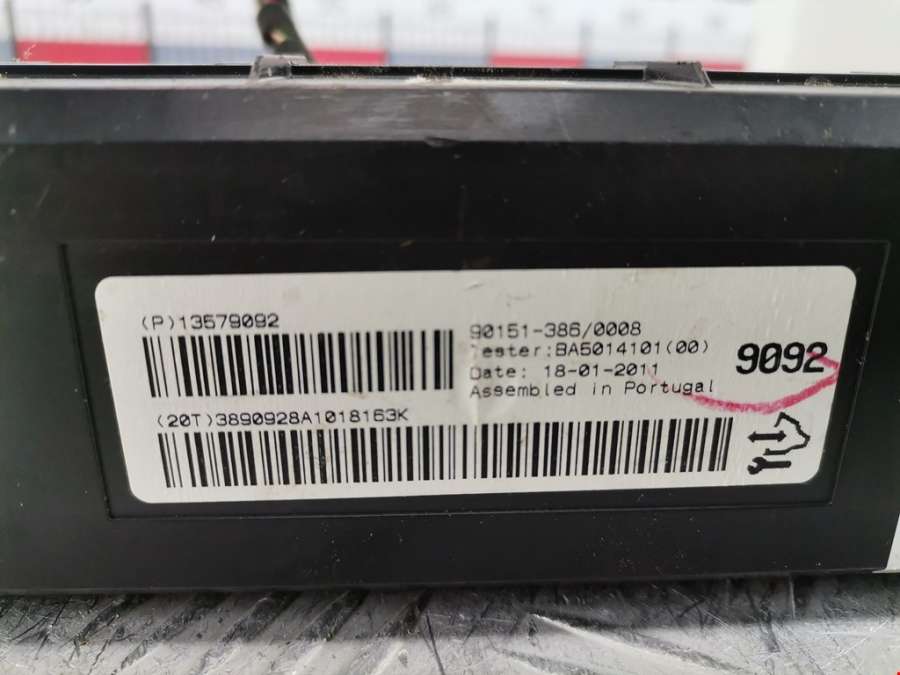 (P)13579092
90151-386/0008
Tester:BA5014101(00)
Date: 18-01-2011
Assembled in Portugal
9092
(20T)3890928A1018163K